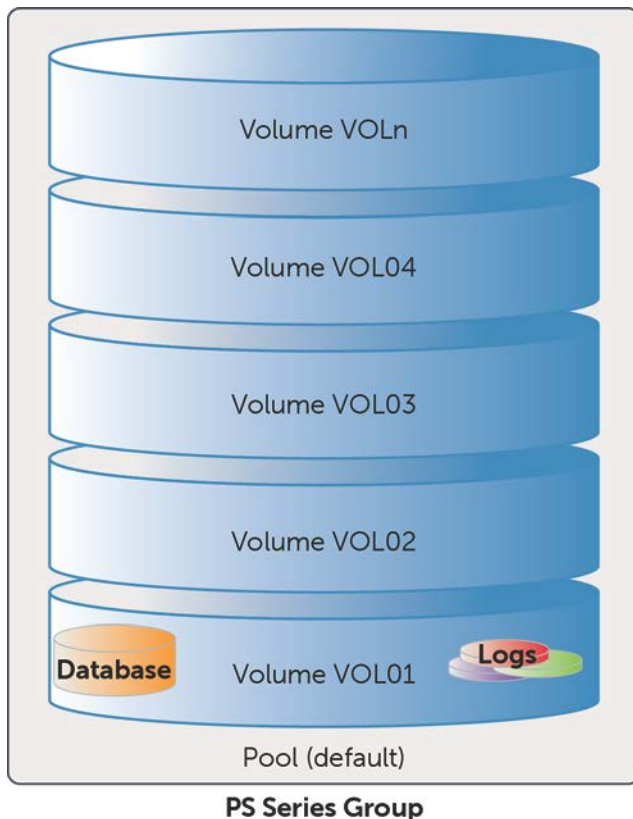 Volume VOLn
Volume VOL04
Volume VOL03
Volume VOL02
Database Volume VOL01 Logs
Pool (default)
PS Series Group